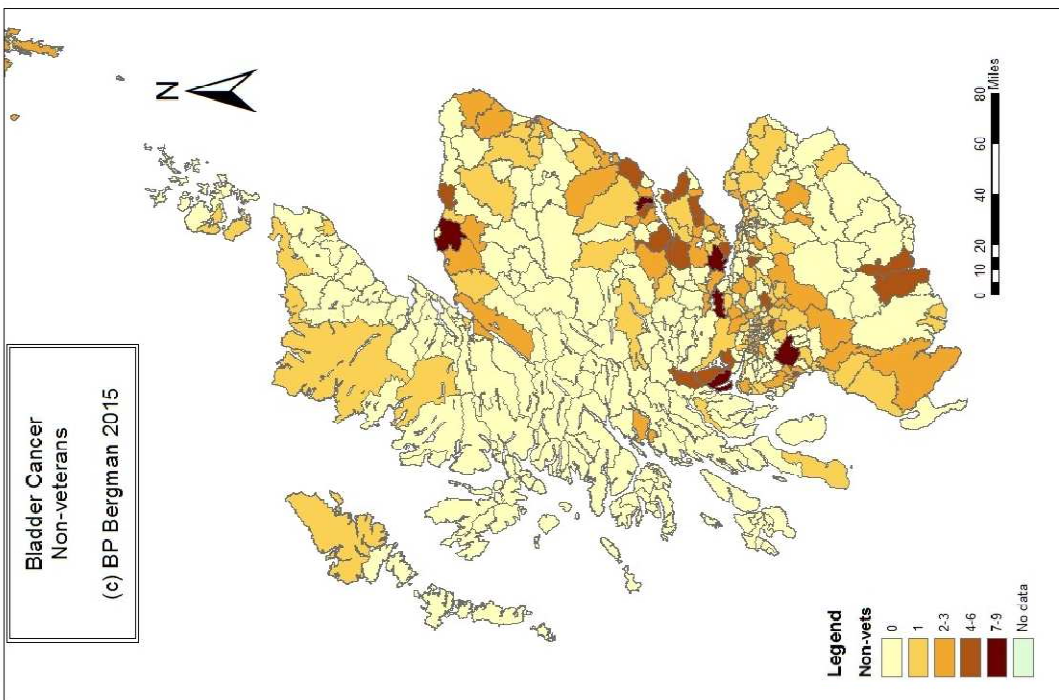 Bladder Cancer
Non-veterans
(c) BP Bergman 2015
N
Legend
Non-vets
0
1
2-3
4-6
7-9
No data
0 10 20 40 60 80
Miles